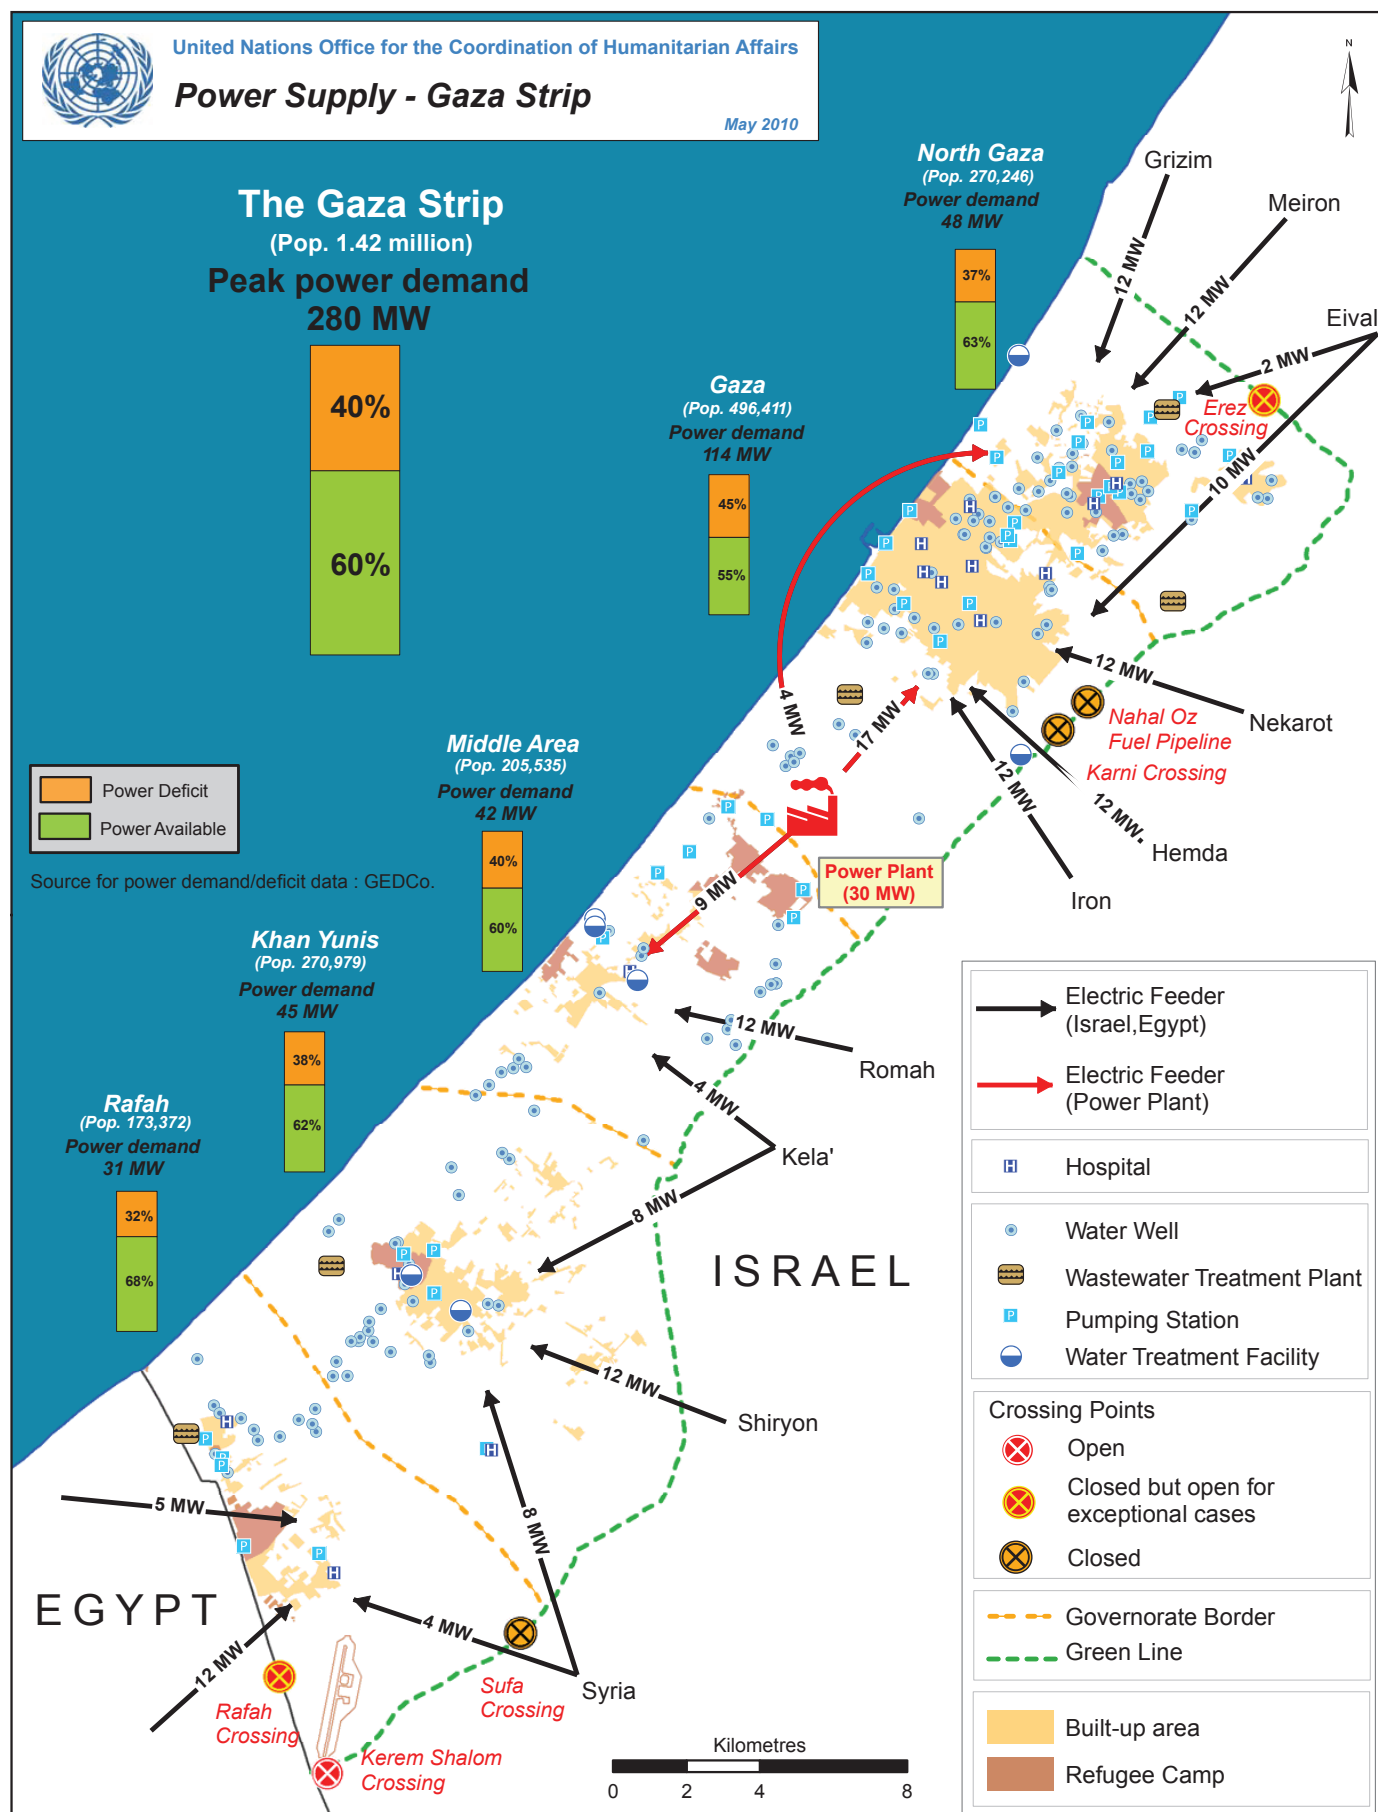 United Nations Office for the Coordination of Humanitarian Affairs
Power Supply - Gaza Strip
May 2010
N
The Gaza Strip
(Pop. 1.42 million)
Peak power demand
280 MW
40%
60%
North Gaza
(Pop. 270,246)
Power demand
48 MW
37%
63%
Gaza
(Pop. 496,411)
Power demand
114 MW
45%
55%
Middle Area
(Pop. 205,535)
Power demand
42 MW
40%
60%
Khan Yunis
(Pop. 270,979)
Power demand
45 MW
38%
62%
Rafah
(Pop. 173,372)
Power demand
31 MW
32%
68%
Power Deficit
Power Available
Source for power demand/deficit data : GEDCo.
Grizim
12 MW
Meiron
12 MW
Eival
2 MW
10 MW
Erez
Crossing
12 MW
Nekarot
Nahal Oz
Fuel Pipeline
Karni Crossing
12 MW
Hemda
12 MW
Iron
4 MW
17 MW
9 MW
Power Plant
(30 MW)
12 MW
Romah
4 MW
Kela'
8 MW
ISRAEL
12 MW
Shiryon
8 MW
4 MW
Syria
5 MW
EGYPT
12 MW
Rafah
Crossing
Sufa
Crossing
Kerem Shalom
Crossing
Kilometres
0 2 4 8
Electric Feeder
(Israel,Egypt)
Electric Feeder
(Power Plant)
H Hospital
Water Well
Wastewater Treatment Plant
P Pumping Station
Water Treatment Facility
Crossing Points
Open
Closed but open for
exceptional cases
Closed
Governorate Border
Green Line
Built-up area
Refugee Camp